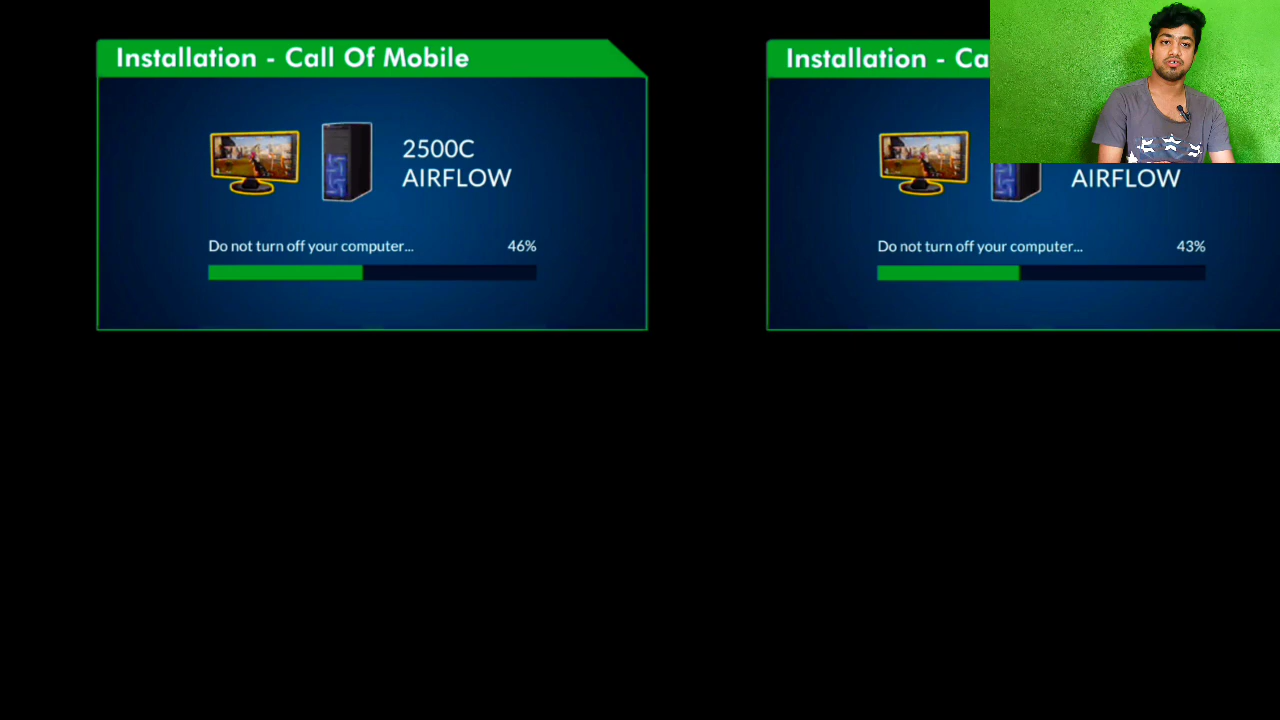 Installation - Call Of Mobile
2500C
AIRFLOW
Do not turn off your computer...
46%
Installation - Ca
AIRFLOW
Do not turn off your computer...
43%